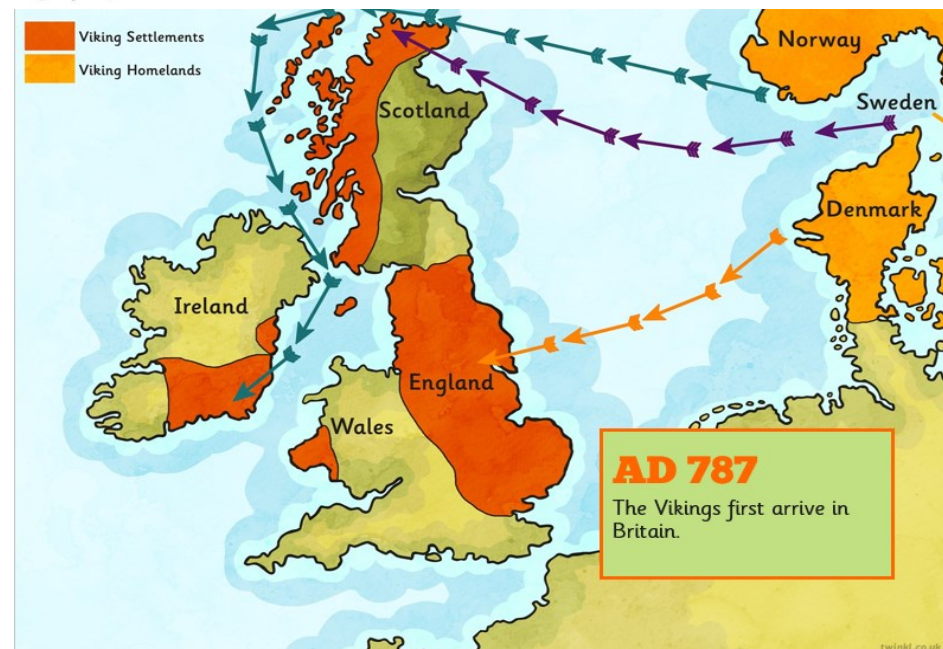 Viking Settlements
Viking Homelands
Norway
Sweden
Scotland
Denmark
Ireland
England
Wales
AD 787
The Vikings first arrive in
Britain.
twinkl.co.uk